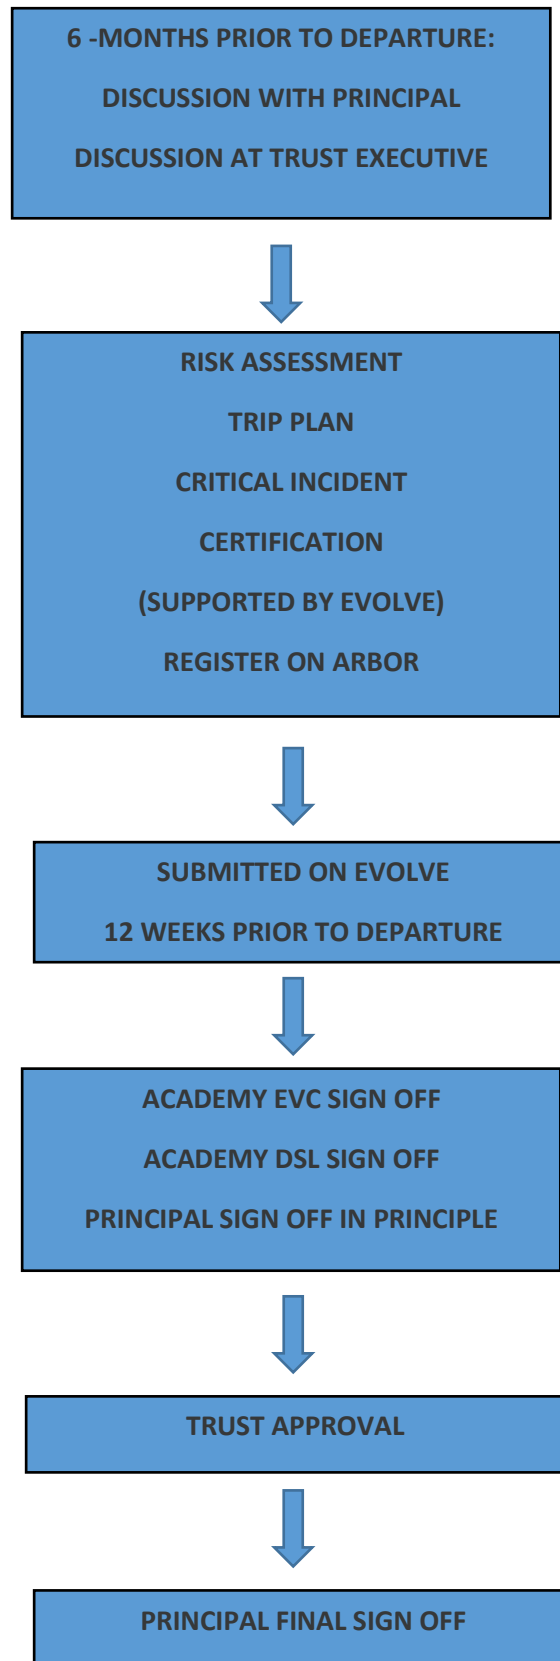 6 -MONTHS PRIOR TO DEPARTURE:
DISCUSSION WITH PRINCIPAL
DISCUSSION AT TRUST EXECUTIVE
RISK ASSESSMENT
TRIP PLAN
CRITICAL INCIDENT
CERTIFICATION
(SUPPORTED BY EVOLVE)
REGISTER ON ARBOR
SUBMITTED ON EVOLVE
12 WEEKS PRIOR TO DEPARTURE
ACADEMY EVC SIGN OFF
ACADEMY DSL SIGN OFF
PRINCIPAL SIGN OFF IN PRINCIPLE
TRUST APPROVAL
PRINCIPAL FINAL SIGN OFF